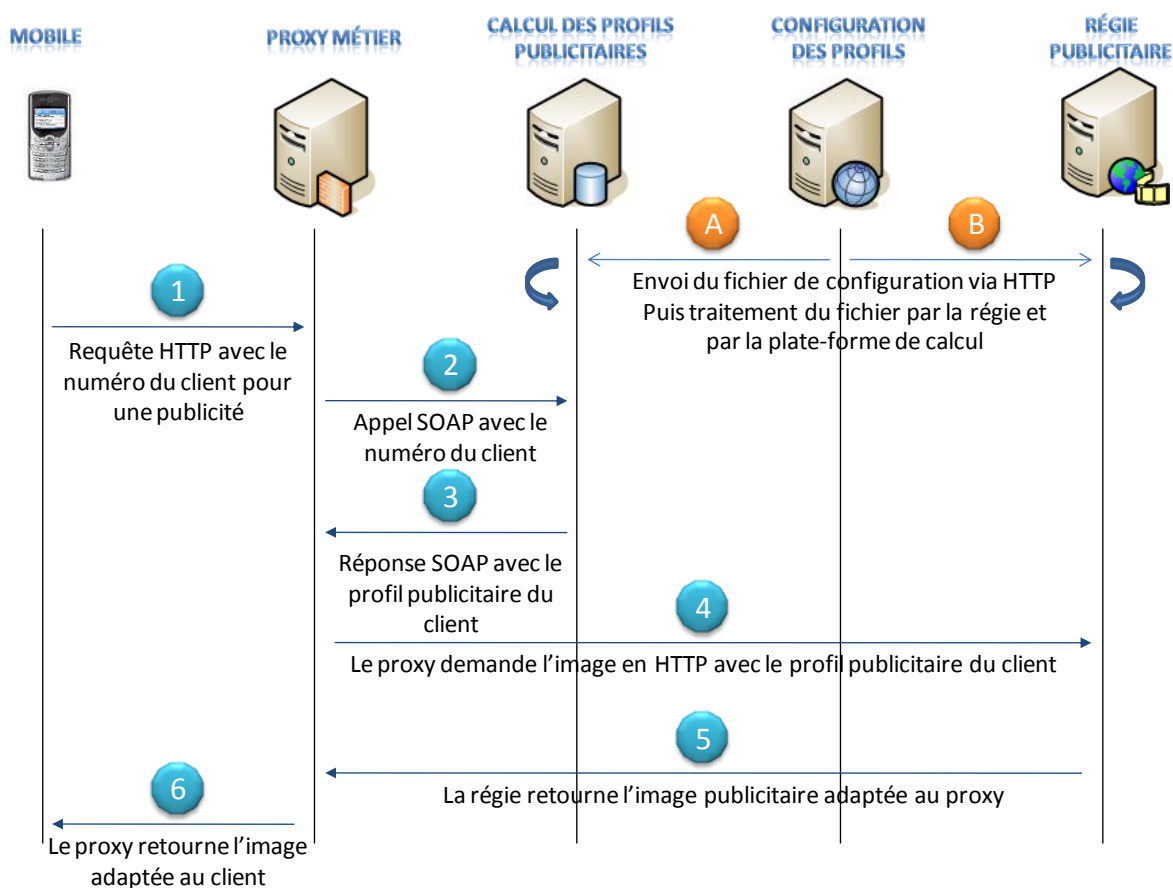 MOBILE
PROXY MÉTIER
CALCUL DES PROFILS
PUBLICITAIRES
CONFIGURATION
DES PROFILS
RÉGIE
PUBLICITAIRE
A
B
Envoi du fichier de configuration via HTTP
Puis traitement du fichier par la régie et
par la plate-forme de calcul
1
Requête HTTP avec le
numéro du client pour
une publicité
2
Appel SOAP avec le
numéro du client
3
Réponse SOAP avec le
profil publicitaire du
client
4
Le proxy demande l’image en HTTP avec le profil publicitaire du client
5
La régie retourne l’image publicitaire adaptée au proxy
6
Le proxy retourne l’image
adaptée au client